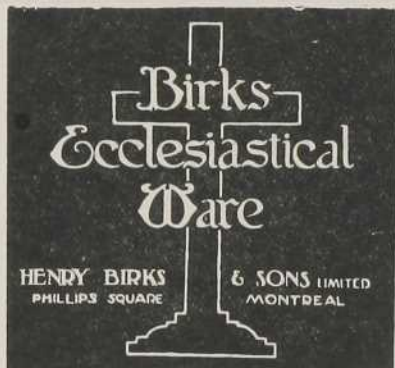 Birks
Ecclesiastical
Ware
HENRY BIRKS & SONS LIMITED
PHILLIPS SQUARE MONTREAL